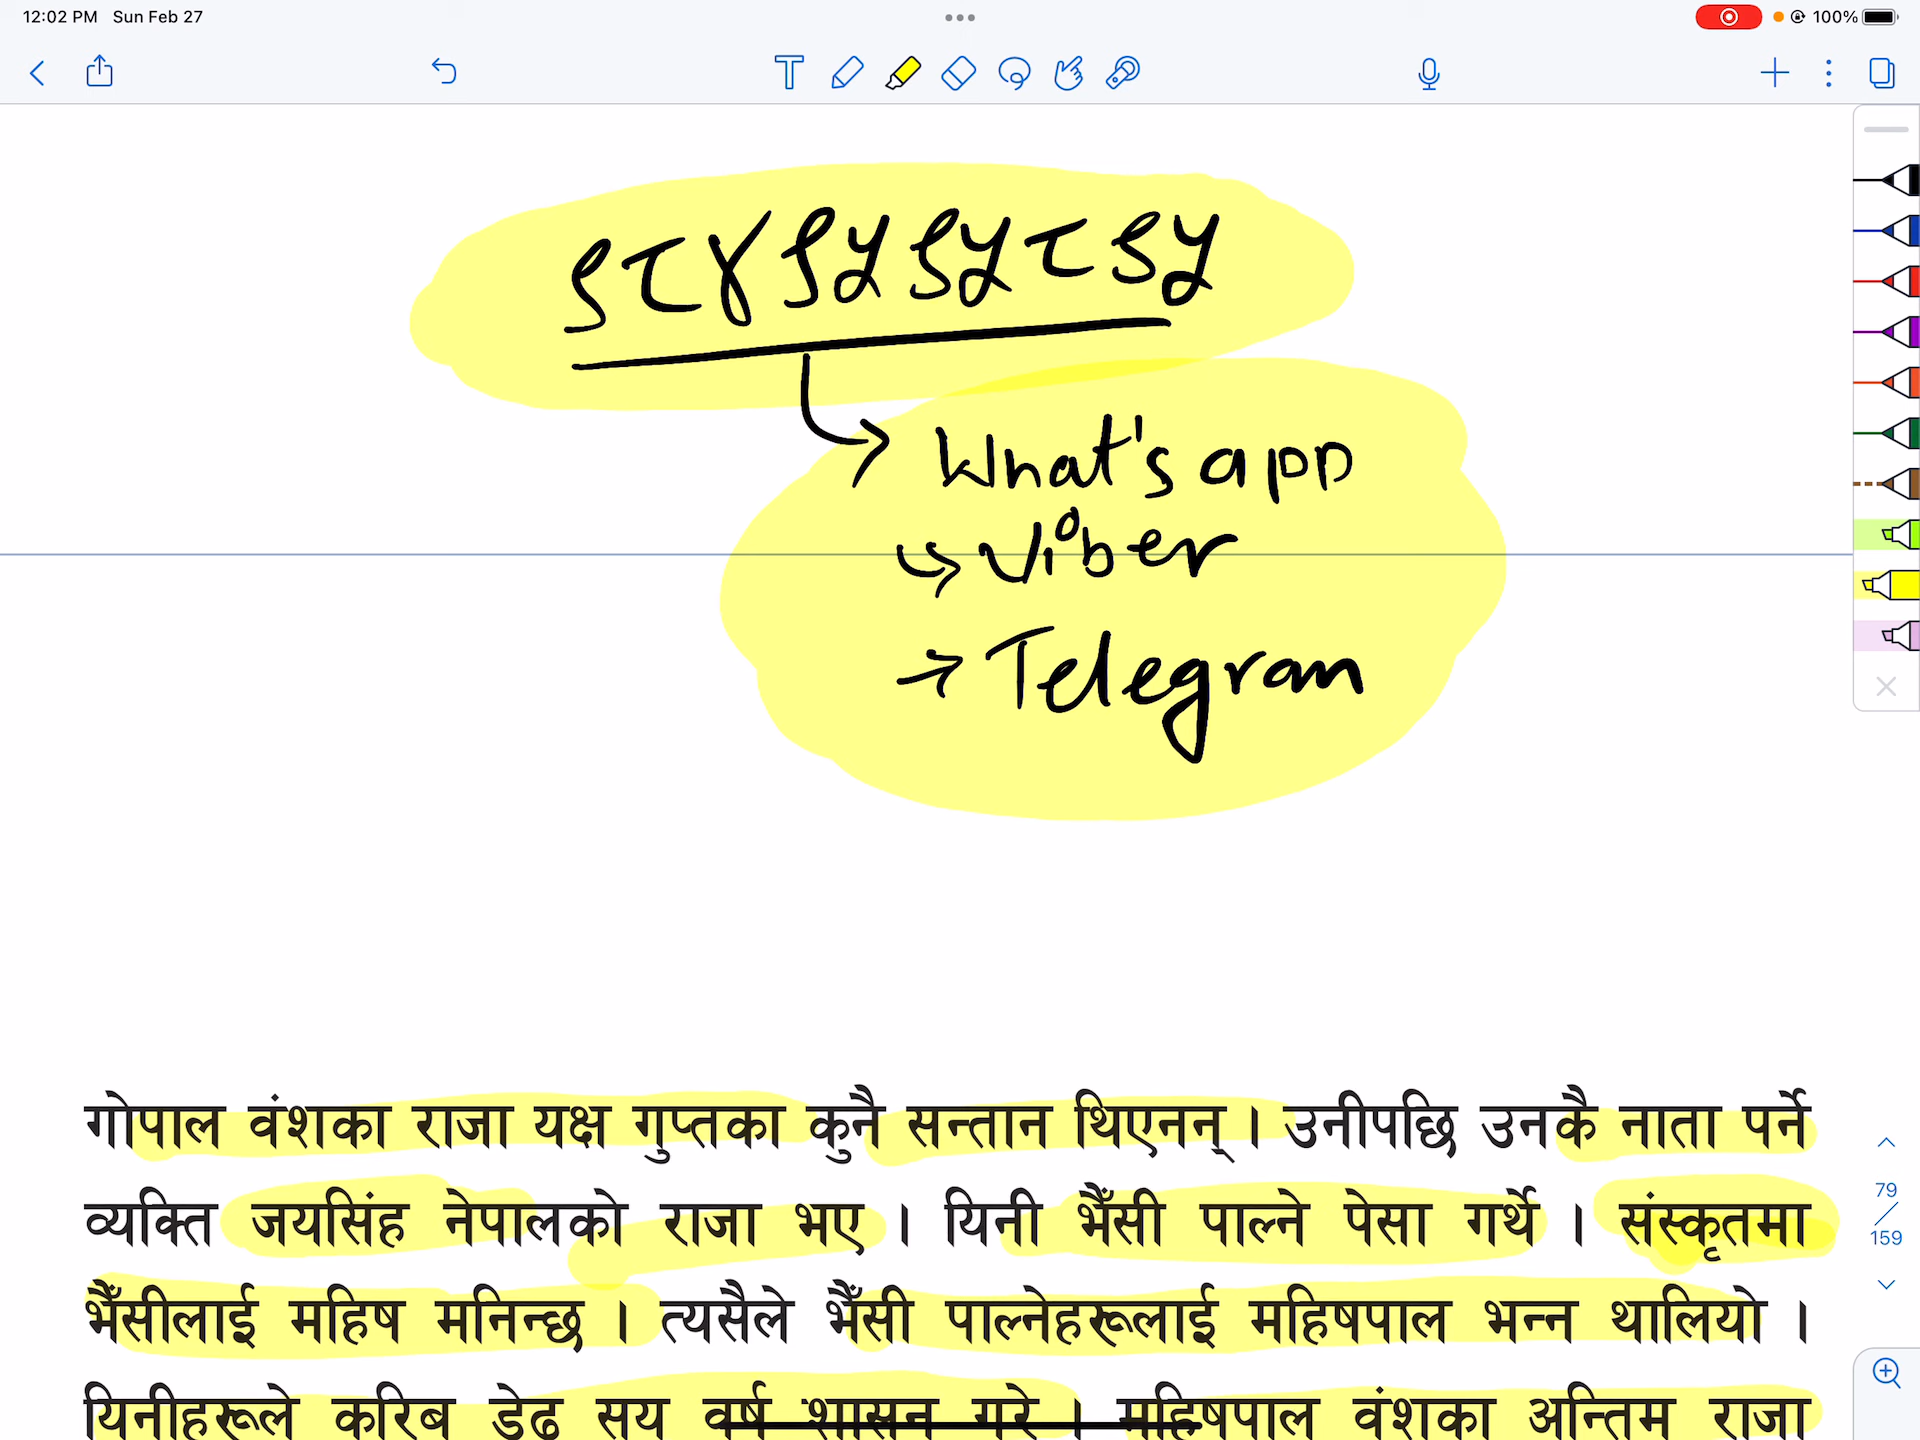 12:02 PM Sun Feb 27
100%
९८४९५९५८९५
What's app
Viber
Telegram
गोपाल वंशका राजा यक्ष गुप्तका कुनै सन्तान थिएनन् । उनीपछि उनकै नाता पर्ने
व्यक्ति जयसिंह नेपालको राजा भए । यिनी भैँसी पाल्ने पेसा गर्थे । संस्कृतमा
भैँसीलाई महिष मनिन्छ । त्यसैले भैँसी पाल्नेहरूलाई महिषपाल भन्न थालियो ।
यिनीहरूले करिब डेढ सय वर्ष शासन गरे । महिषपाल वंशका अन्तिम राजा
79
/
159